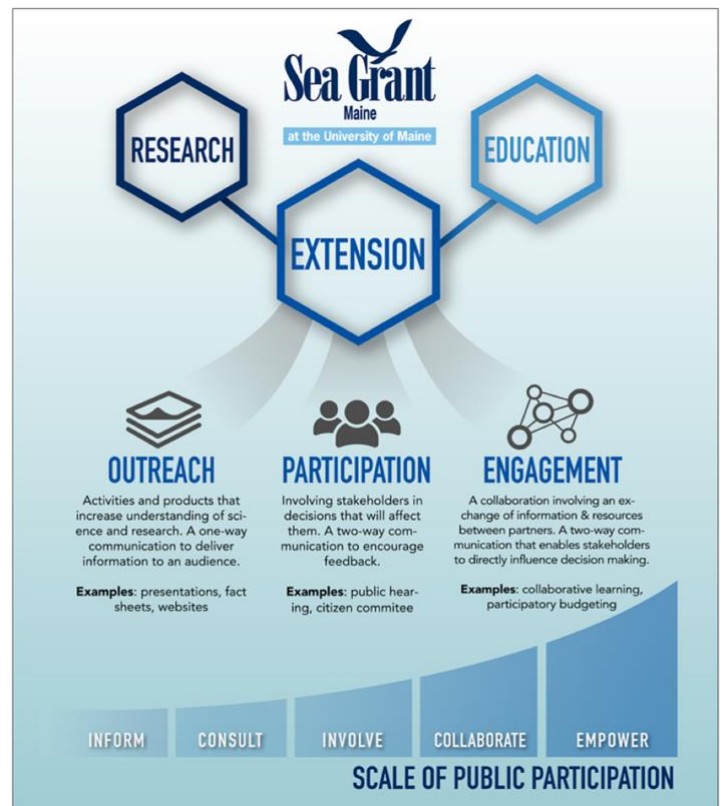 Sea Grant
Maine
at the University of Maine
RESEARCH
EDUCATION
EXTENSION
OUTREACH
Activities and products that
increase understanding of sci-
ence and research. A one-way
communication to deliver
information to an audience.
Examples: presentations, fact
sheets, websites
PARTICIPATION
Involving stakeholders in
decisions that will affect
them. A two-way com-
munication to encourage
feedback.
Examples: public hear-
ing, citizen commitee
ENGAGEMENT
A collaboration involving an ex-
change of information & resources
between partners. A two-way com-
munication that enables stakeholders
to directly influence decision making.
Examples: collaborative learning,
participatory budgeting
INFORM
CONSULT
INVOLVE
COLLABORATE
EMPOWER
SCALE OF PUBLIC PARTICIPATION